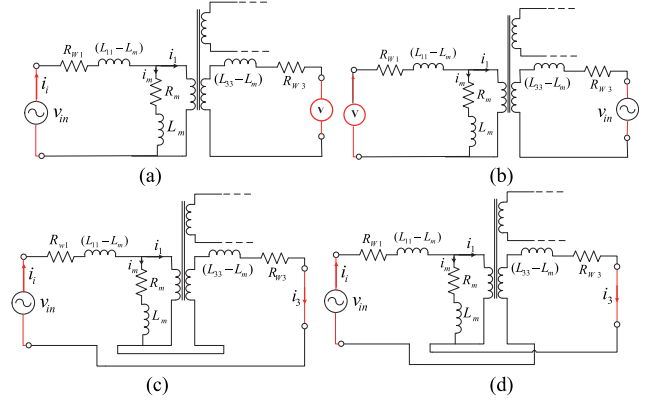 R_{W1} (L_{11}-L_m) i_1
i_i i_m R_m (L_{33}-L_m) R_{W3}
v_{in} L_m V
(a)
R_{W1} (L_{11}-L_m) i_1
V i_m R_m (L_{33}-L_m) R_{W3}
L_m v_{in}
(b)
R_{w1} (L_{11}-L_m) i_1
i_i i_m R_m (L_{33}-L_m) R_{W3}
v_{in} L_m i_3
(c)
R_{W1} (L_{11}-L_m) i_1
i_i i_m R_m (L_{33}-L_m) R_{W3}
v_{in} L_m i_3
(d)